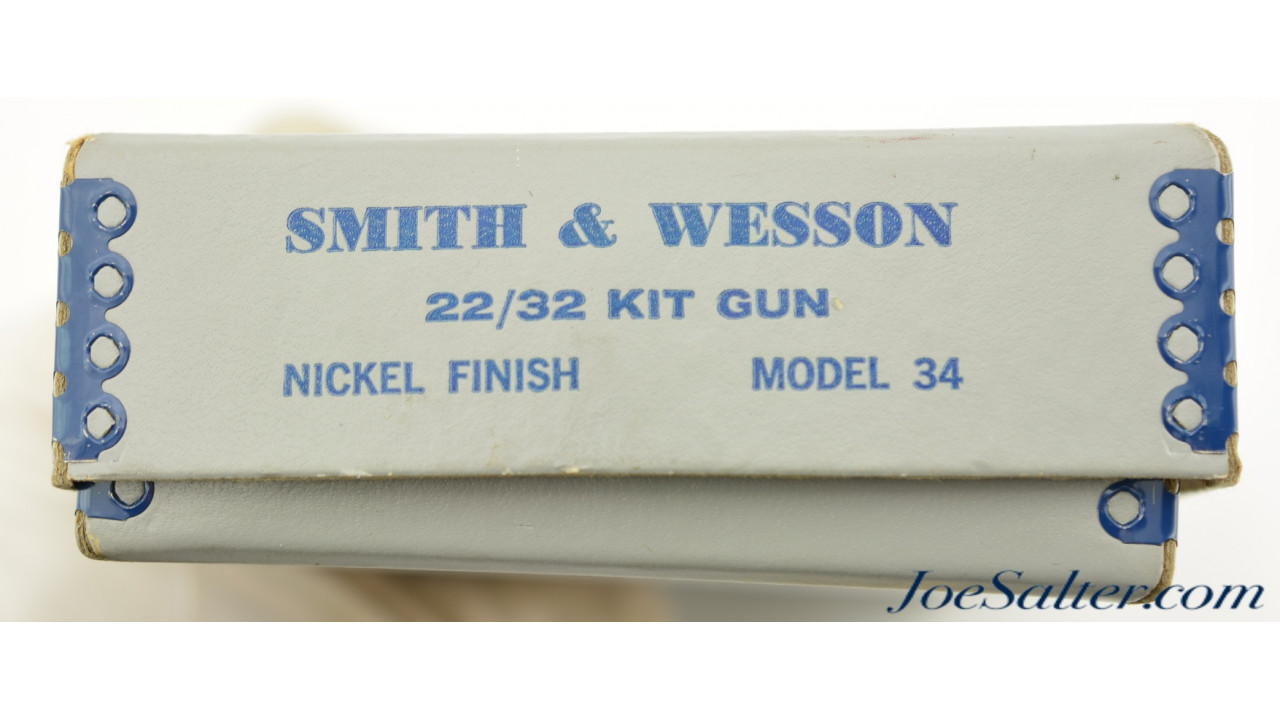 SMITH & WESSON
22/32 KIT GUN
NICKEL FINISH MODEL 34
JoeSalter.com